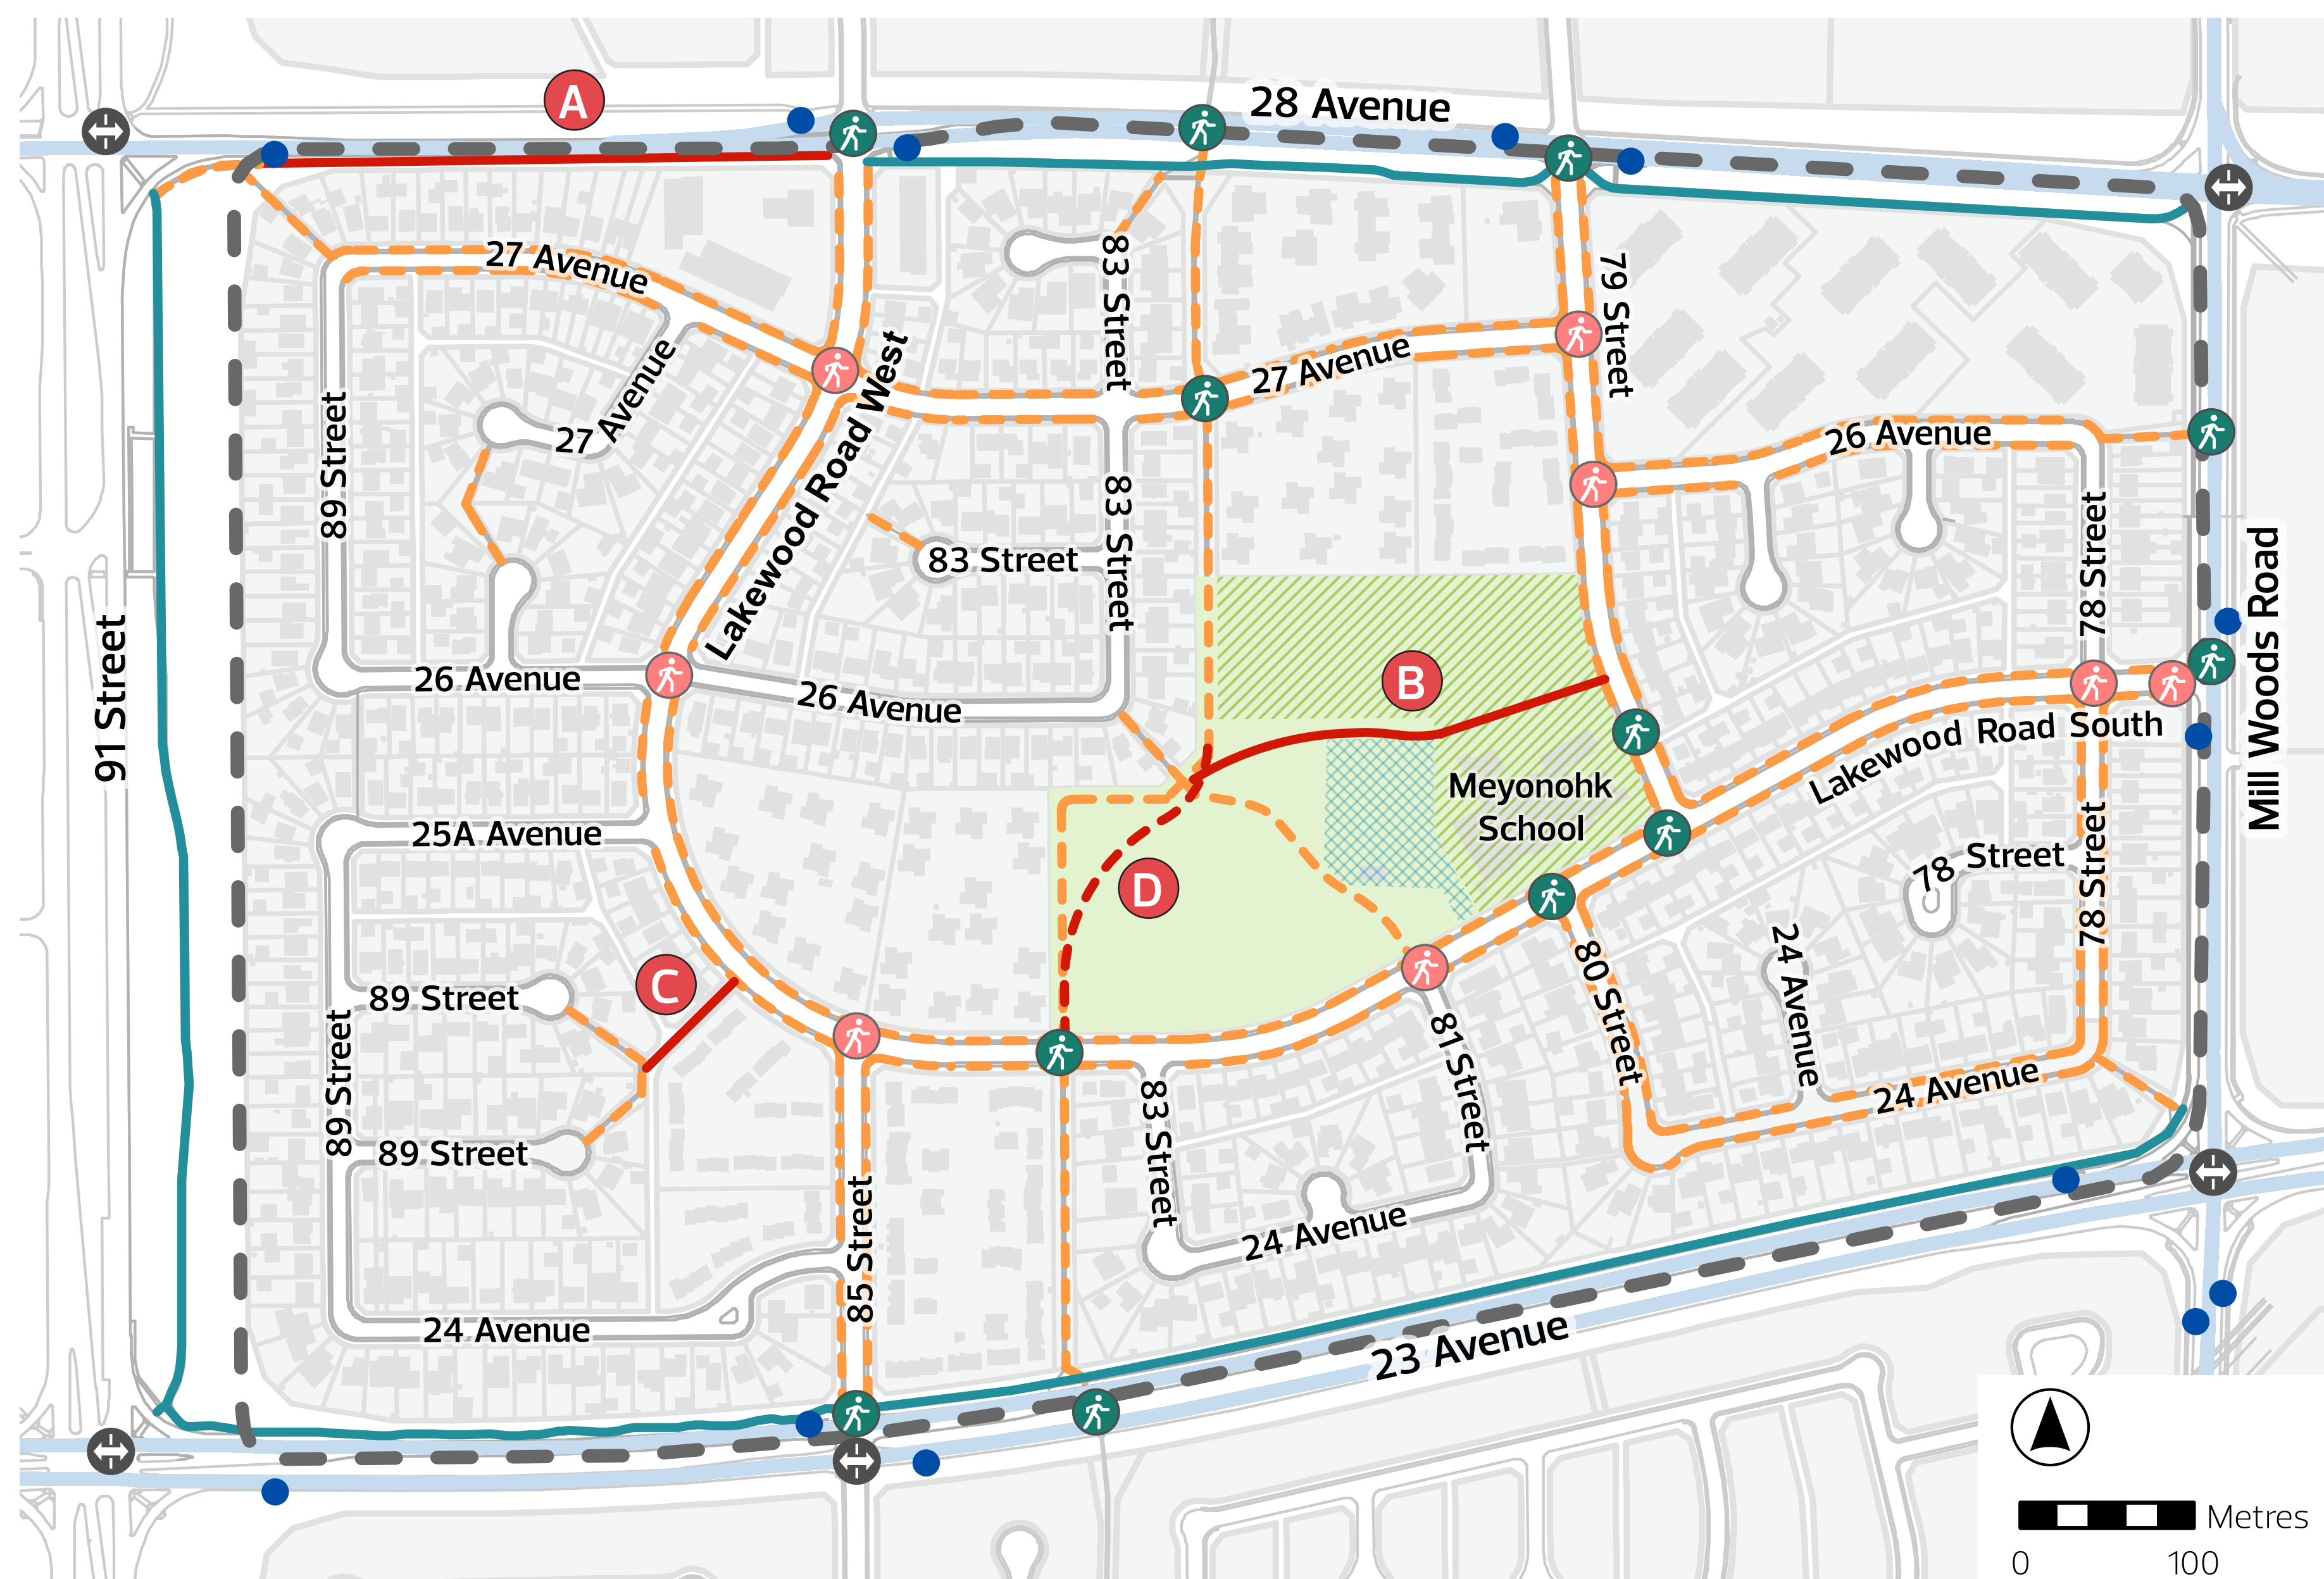 A
28 Avenue
27 Avenue
83 Street
79 Street
27 Avenue
Lakewood Road West
27 Avenue
89 Street
26 Avenue
83 Street
83 Street
78 Street
Mill Woods Road
91 Street
26 Avenue
26 Avenue
B
Lakewood Road South
Meyonohk
School
25A Avenue
78 Street
78 Street
D
C
89 Street
80 Street
24 Avenue
89 Street
81 Street
83 Street
24 Avenue
89 Street
85 Street
24 Avenue
24 Avenue
23 Avenue
Metres
0
100